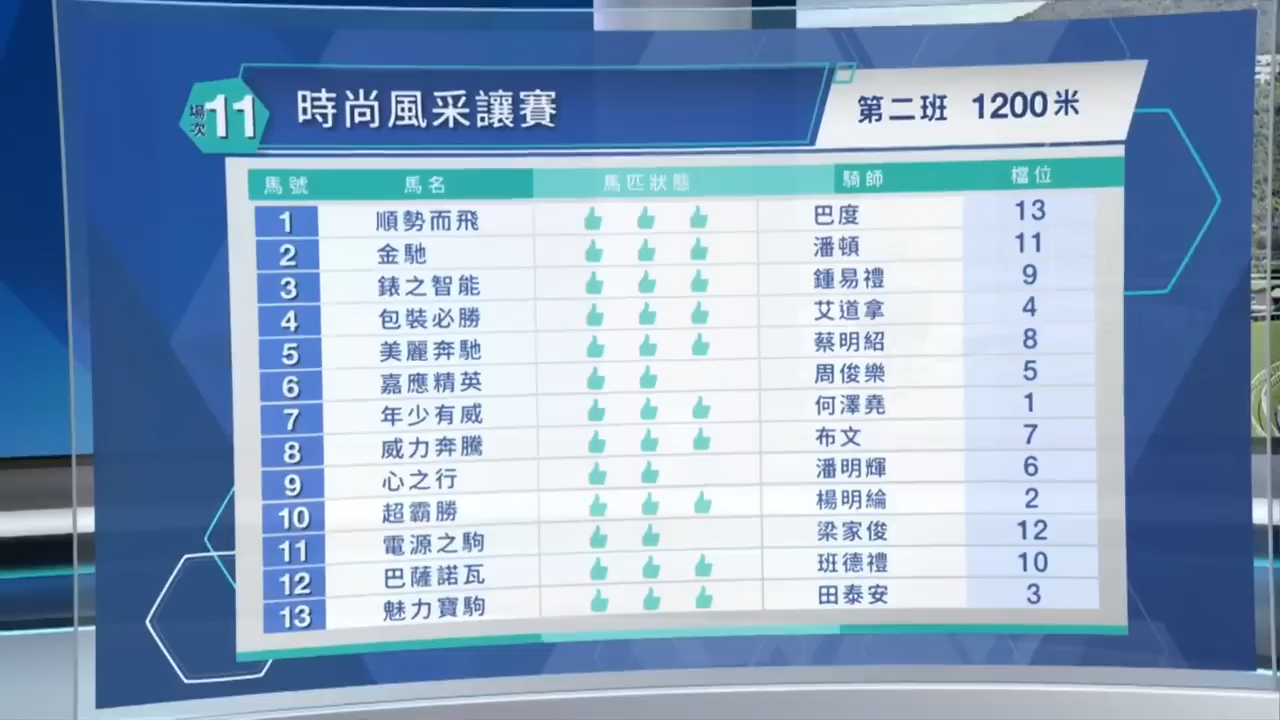 場次 11 時尚風采讓賽 第二班 1200米
馬號 馬名 馬匹狀態 騎師 檔位
1 順勢而飛 巴度 13
2 金馳 潘頓 11
3 錶之智能 鍾易禮 9
4 包裝必勝 艾道拿 4
5 美麗奔馳 蔡明紹 8
6 嘉應精英 周俊樂 5
7 年少有威 何澤堯 1
8 威力奔騰 布文 7
9 心之行 潘明輝 6
10 超霸勝 楊明綸 2
11 電源之駒 梁家俊 12
12 巴薩諾瓦 班德禮 10
13 魅力寶駒 田泰安 3